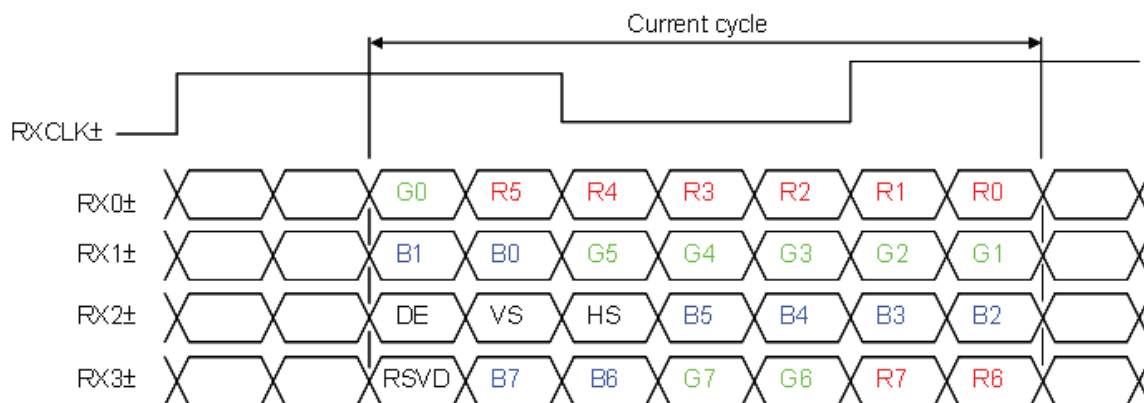 Current cycle
RXCLK±
RX0± G0 R5 R4 R3 R2 R1 R0
RX1± B1 B0 G5 G4 G3 G2 G1
RX2± DE VS HS B5 B4 B3 B2
RX3± RSVD B7 B6 G7 G6 R7 R6